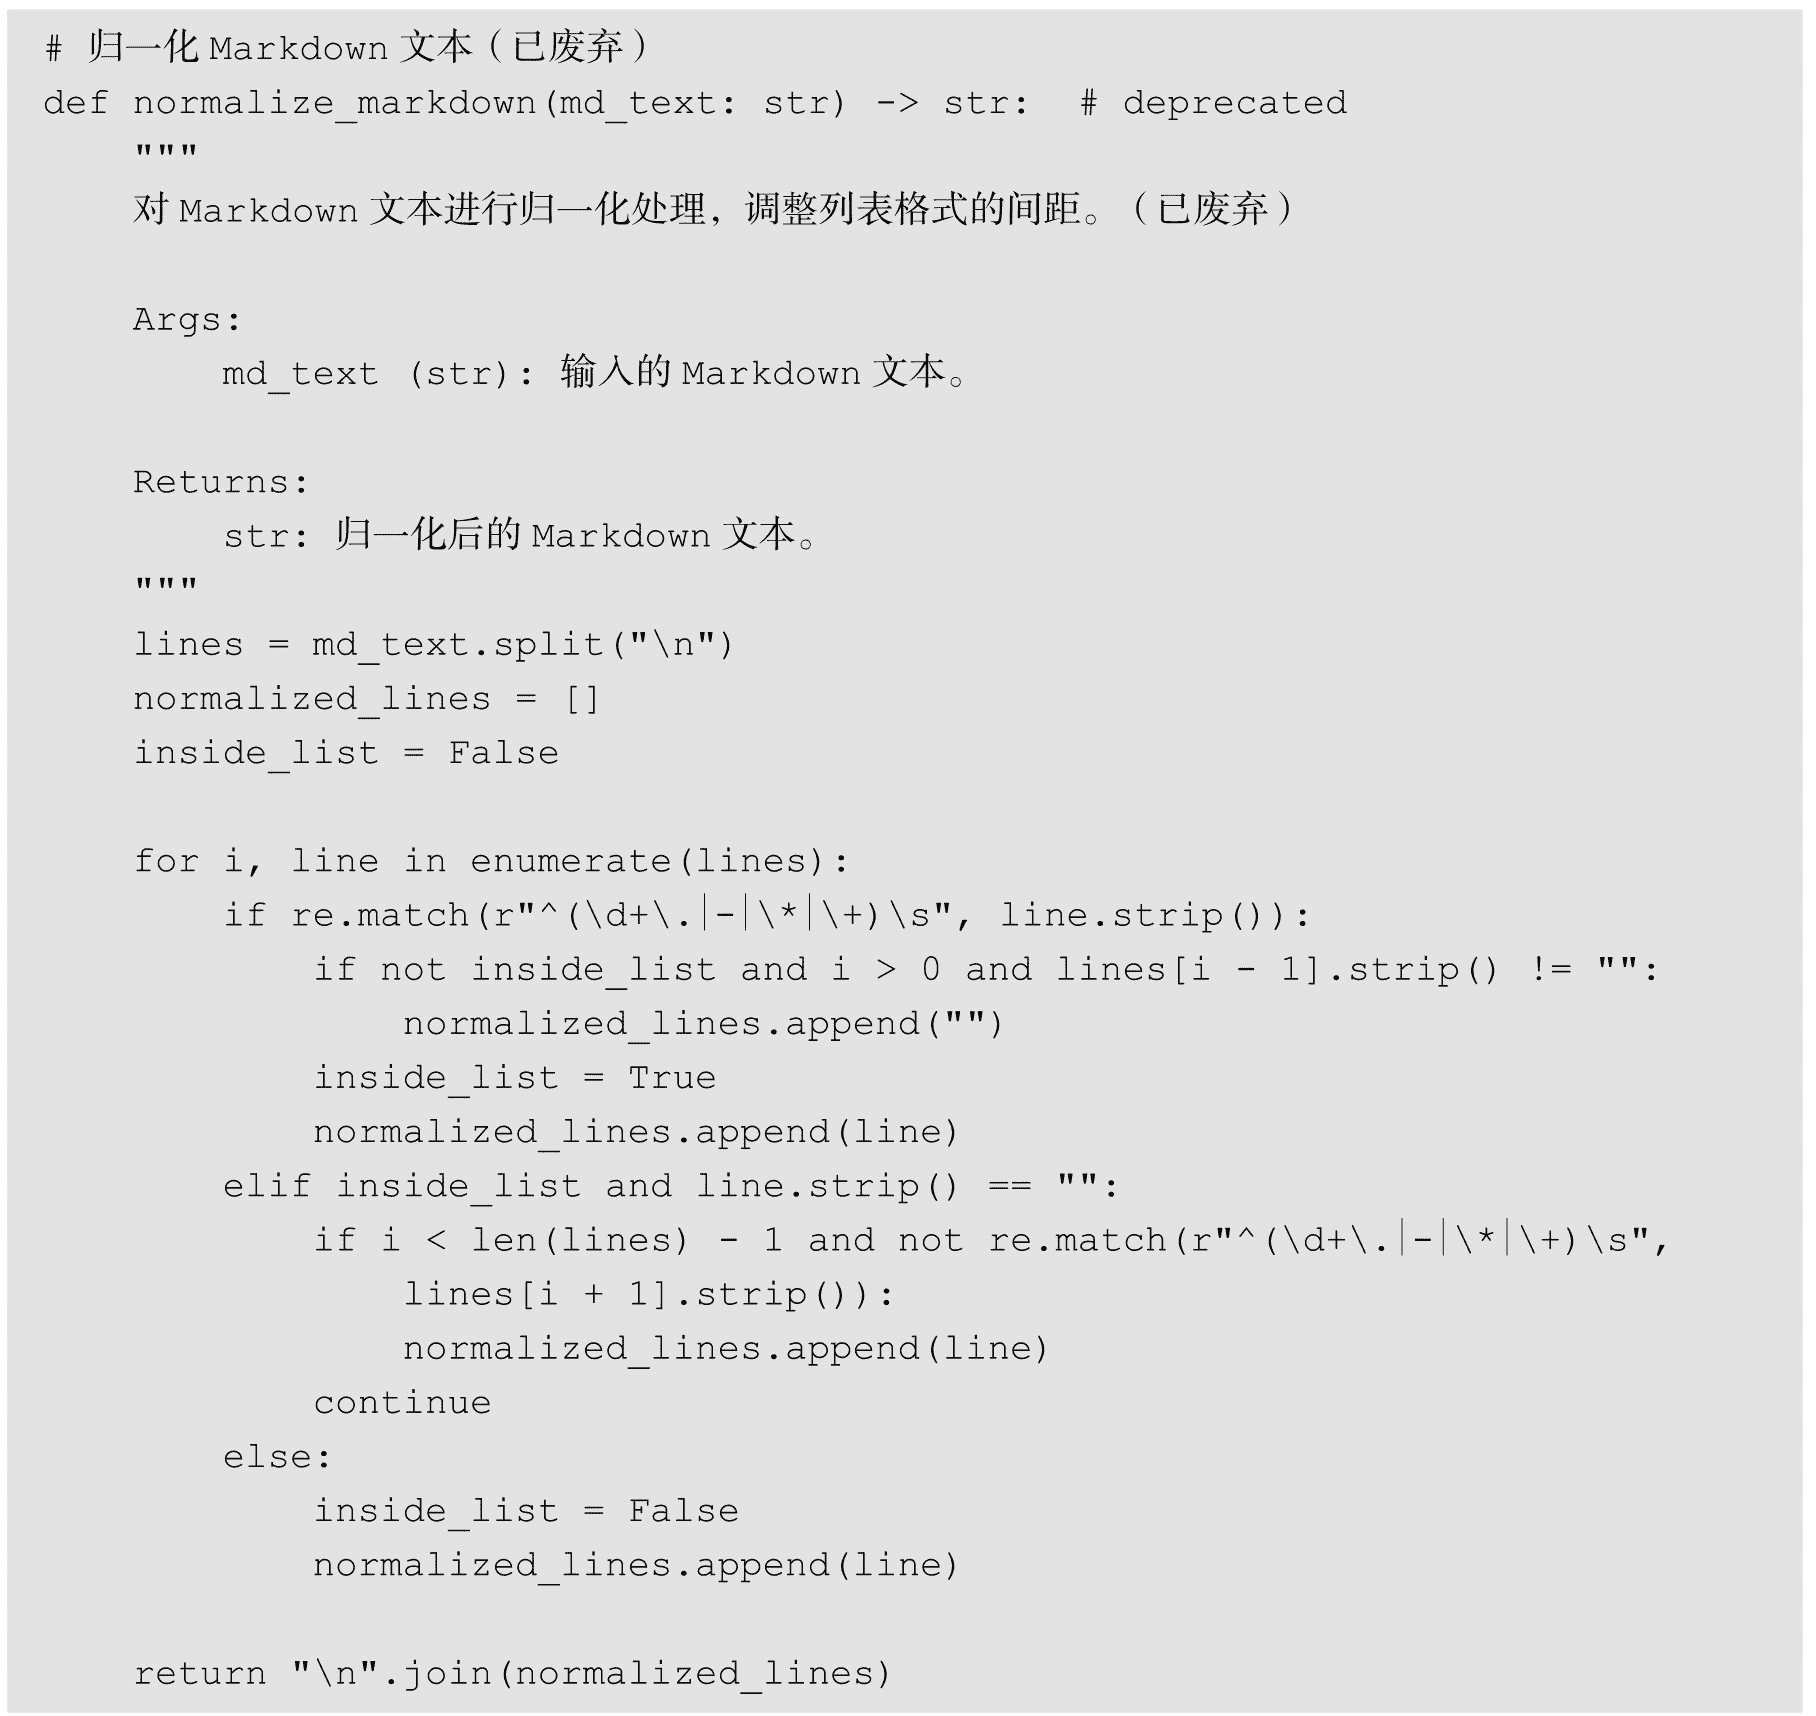 # 归一化 Markdown 文本（已废弃）
def normalize_markdown(md_text: str) -> str:  # deprecated
    """
    对 Markdown 文本进行归一化处理，调整列表格式的间距。（已废弃）

    Args:
        md_text (str): 输入的 Markdown 文本。

    Returns:
        str: 归一化后的 Markdown 文本。
    """
    lines = md_text.split("\n")
    normalized_lines = []
    inside_list = False

    for i, line in enumerate(lines):
        if re.match(r"^(\d+\.|-|\*|\+)\s", line.strip()):
            if not inside_list and i > 0 and lines[i - 1].strip() != "":
                normalized_lines.append("")
            inside_list = True
            normalized_lines.append(line)
        elif inside_list and line.strip() == "":
            if i < len(lines) - 1 and not re.match(r"^(\d+\.|-|\*|\+)\s",
                lines[i + 1].strip()):
                normalized_lines.append(line)
            continue
        else:
            inside_list = False
            normalized_lines.append(line)

    return "\n".join(normalized_lines)